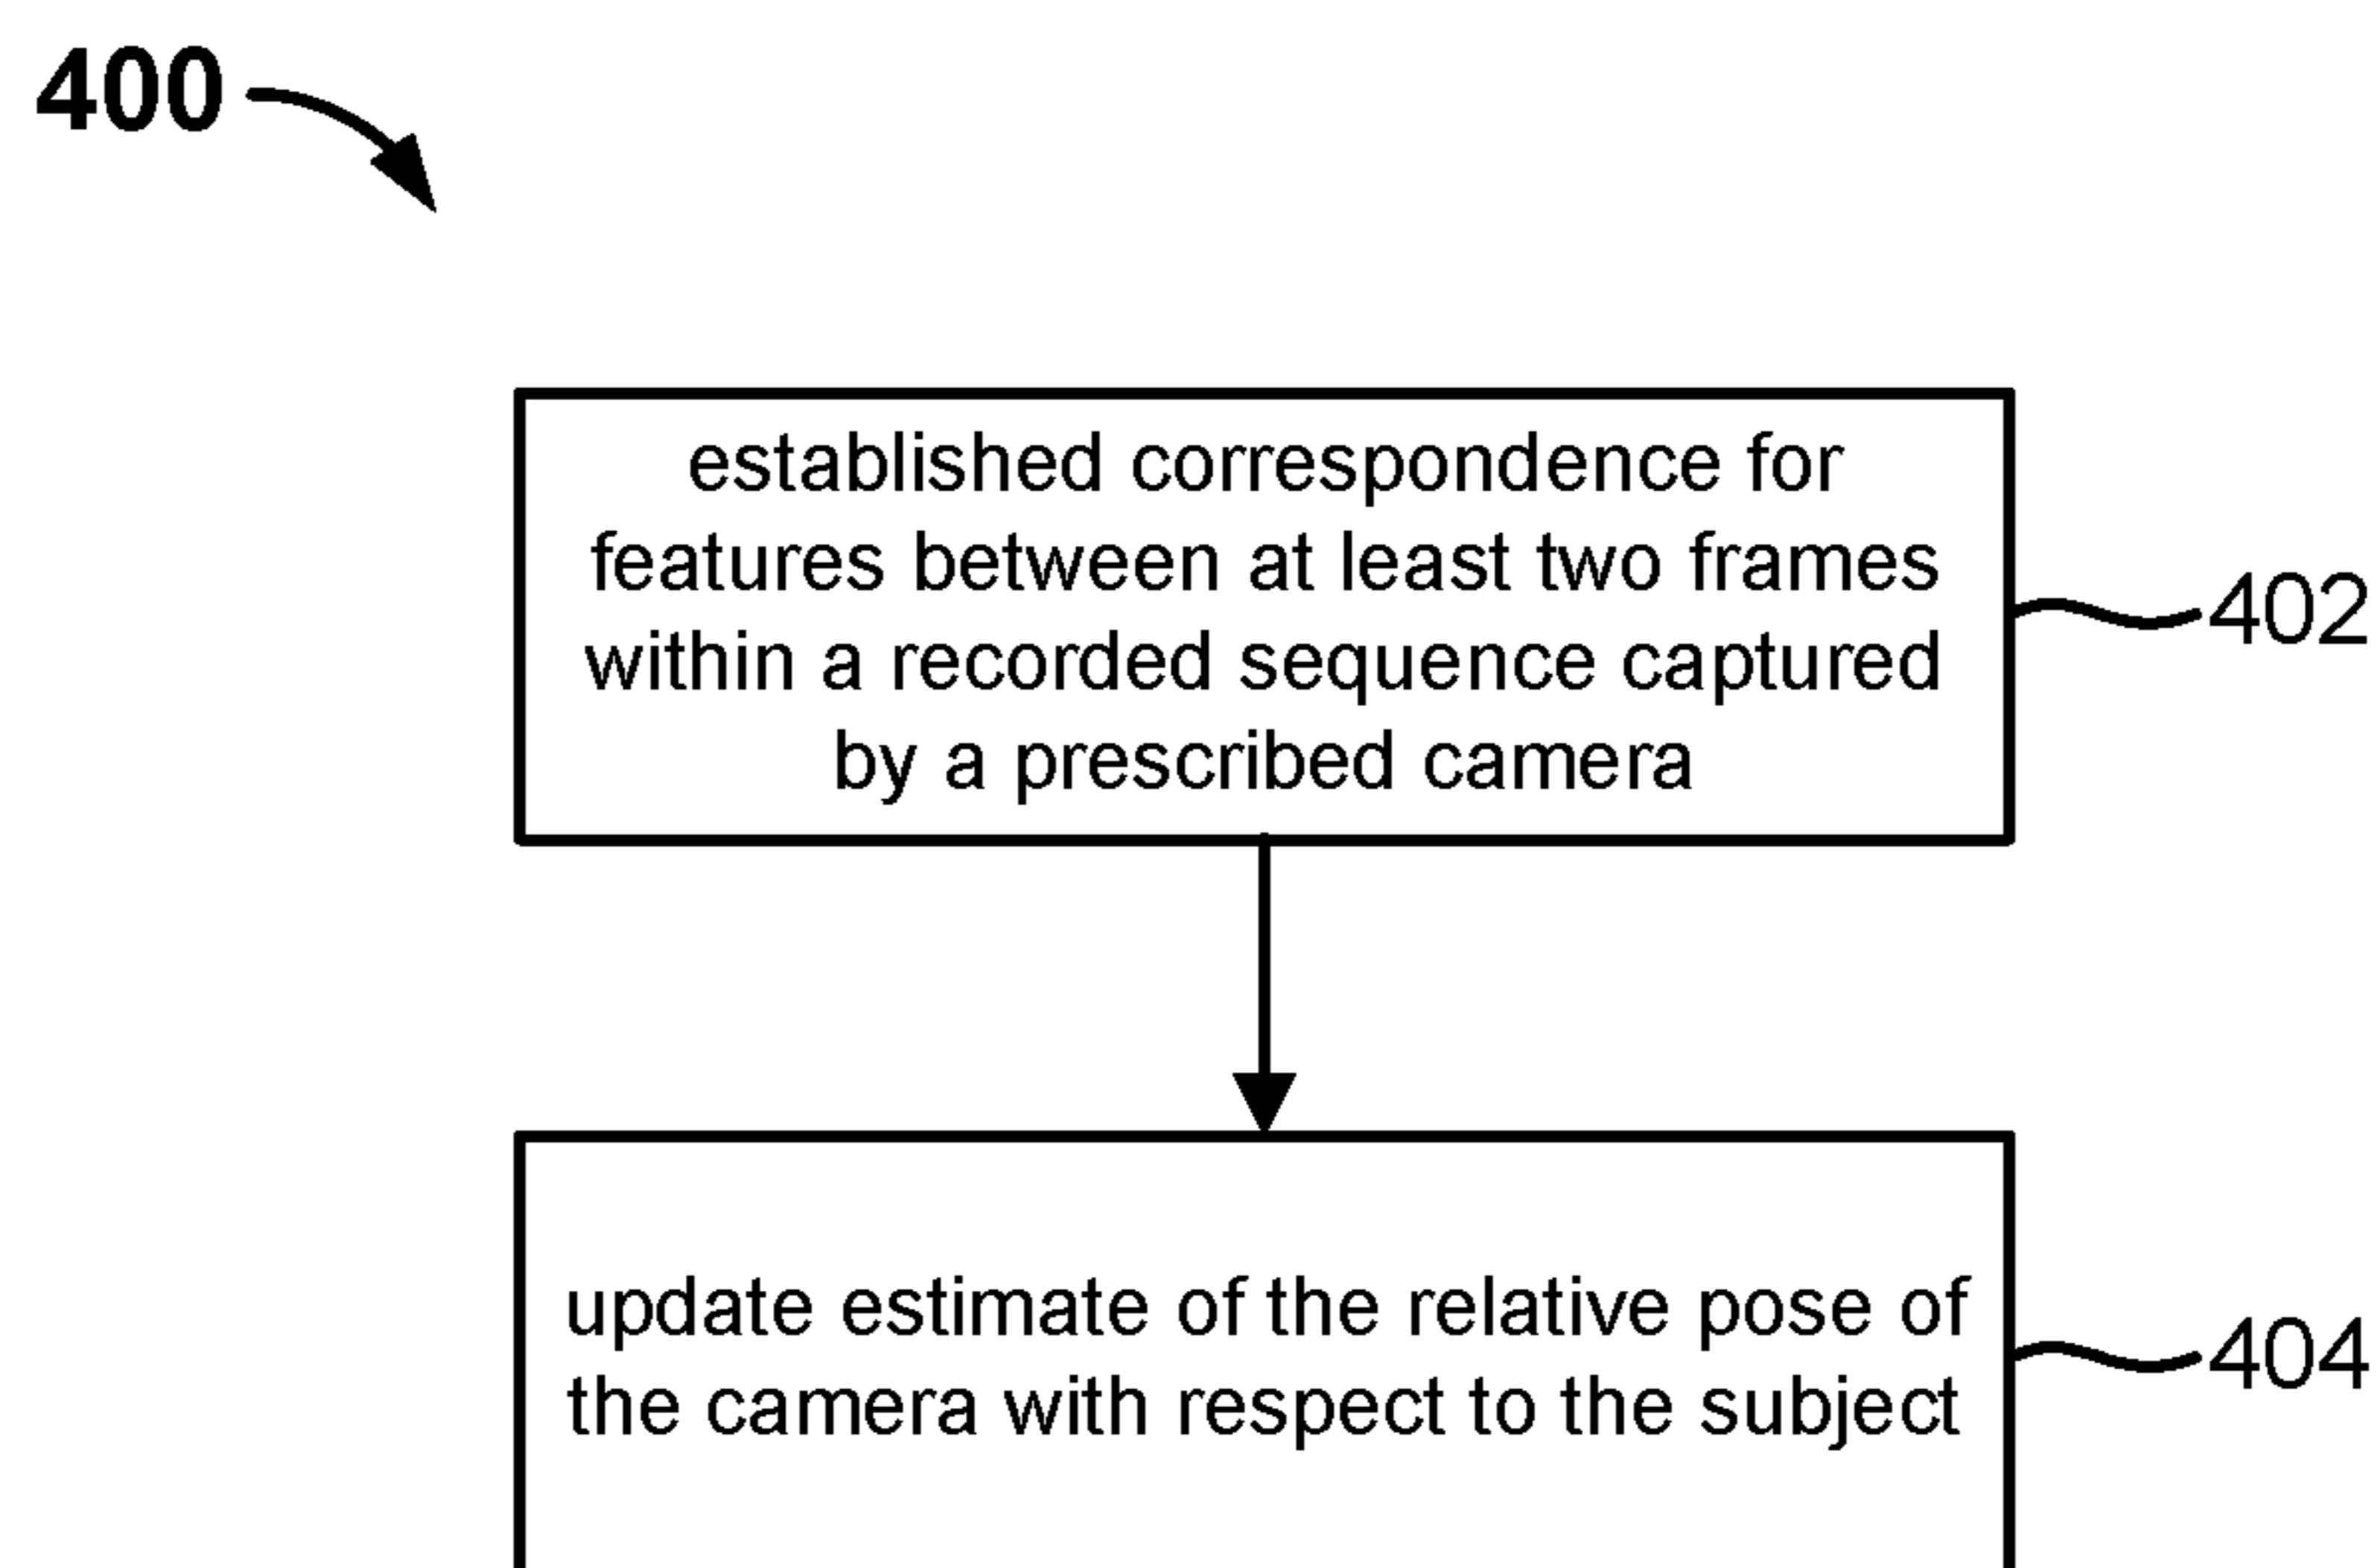 400
established correspondence for
features between at least two frames
within a recorded sequence captured
by a prescribed camera
402
update estimate of the relative pose of
the camera with respect to the subject
404